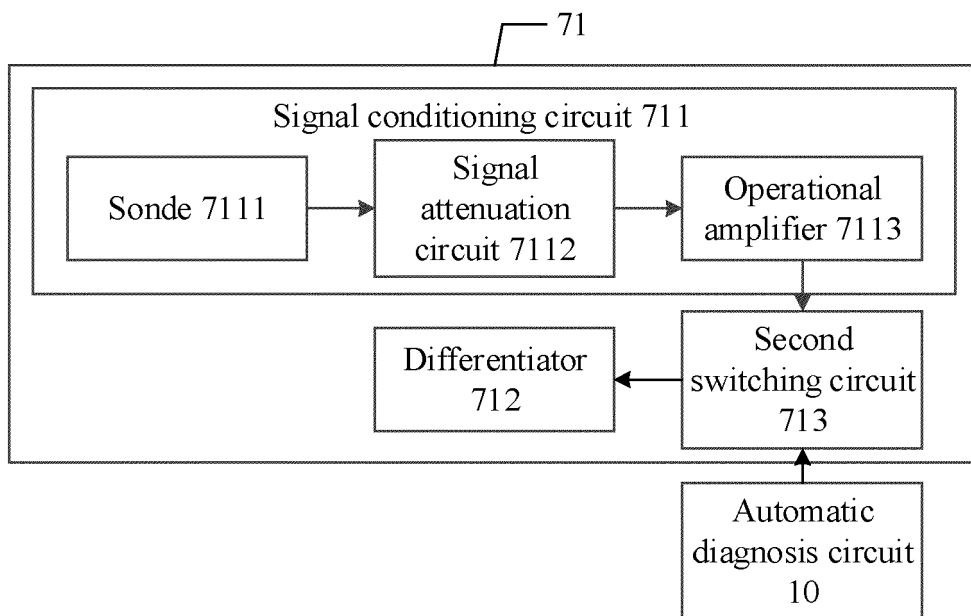 71
Signal conditioning circuit 711
Sonde 7111
Signal
attenuation
circuit 7112
Operational
amplifier 7113
Differentiator
712
Second
switching circuit
713
Automatic
diagnosis circuit
10